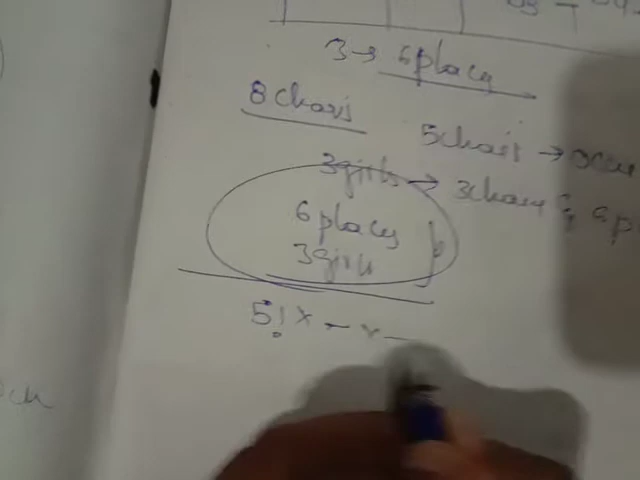 3 → 6 places
8 chairs
5 chairs →
3 girls → 3 chairs &
6 places
3 girls
5! x - x -